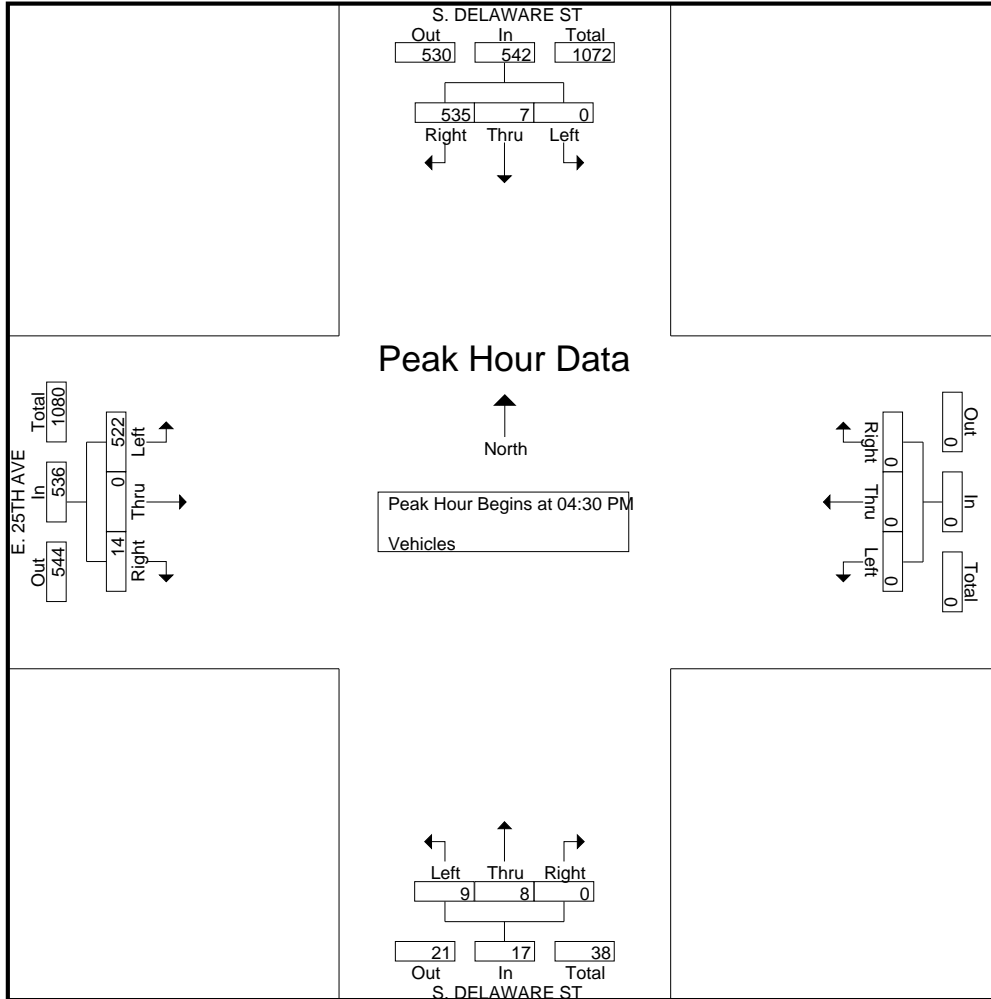 S. DELAWARE ST
Out In Total
530 542 1072
535 7 0
Right Thru Left
Peak Hour Data
North
Peak Hour Begins at 04:30 PM
Vehicles
E. 25TH AVE
Out In Total
544 536 1080
14 0 522
Right Thru Left
Out In Total
0 0 0
Right Thru Left
0 0 0
Left Thru Right
9 8 0
21 17 38
Out In Total
S. DELAWARE ST